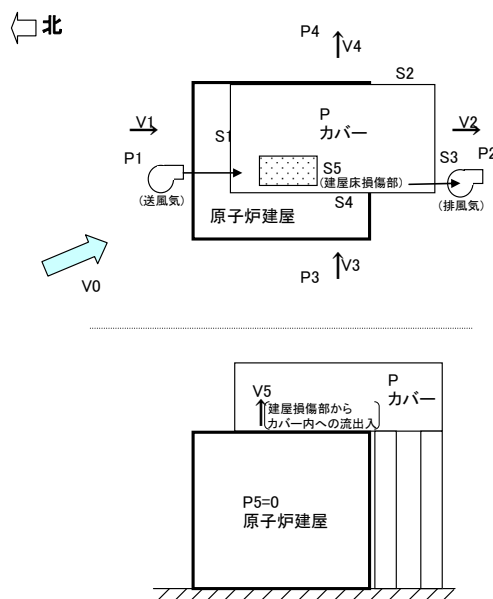 北
P4
V4
S2
P
カバー
V1
V2
S1
P1
S3
P2
S5
(建屋床損傷部)
(送風気)
S4
(排風気)
原子炉建屋
V3
P3
V0
P
カバー
V5
建屋損傷部から
カバー内への流出入
P5=0
原子炉建屋